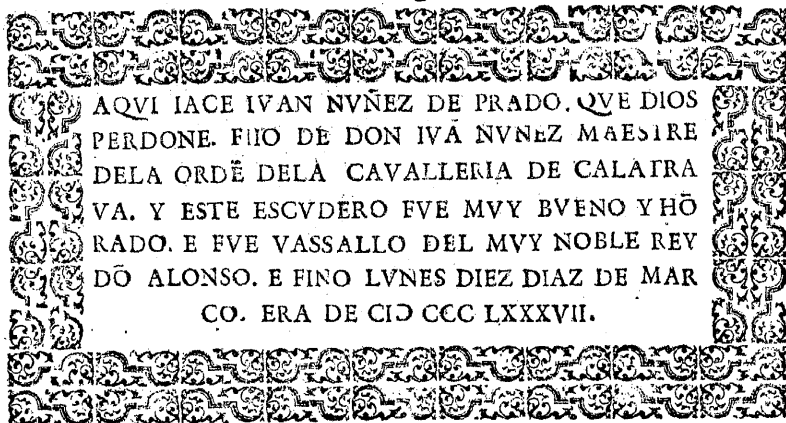 AQVI IACE IVAN NVÑEZ DE PRADO. QVE DIOS
PERDONE. FIIO DE DON IVÃ NVNEZ MAESTRE
DELA ORDẼ DELA CAVALLERIA DE CALATRA
VA. Y ESTE ESCVDERO FVE MVY BVENO Y HÕ
RADO. E FVE VASSALLO DEL MVY NOBLE REY
DÕ ALONSO. E FINO LVNES DIEZ DIAZ DE MAR
CO. ERA DE CIƆ CCC LXXXVII.